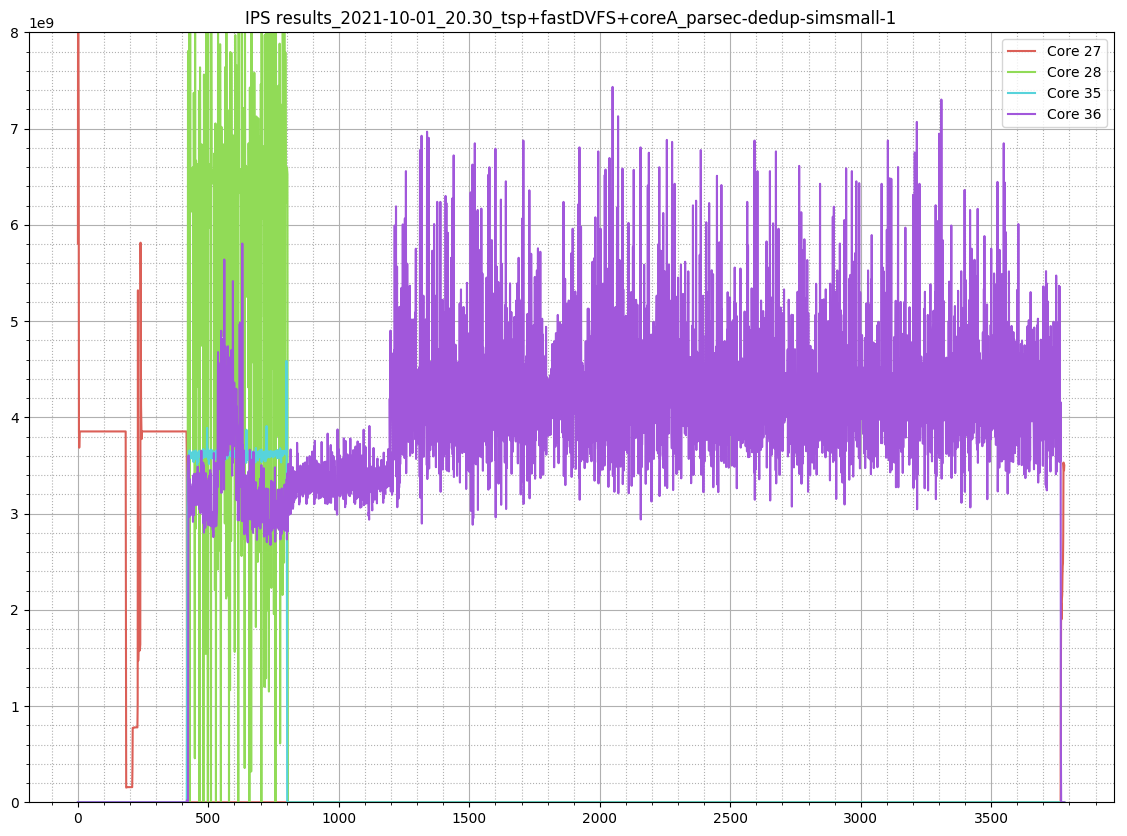 IPS results_2021-10-01_20.30_tsp+fastDVFS+coreA_parsec-dedup-simsmall-1
1e9
8
7
6
5
4
3
2
1
0
0 500 1000 1500 2000 2500 3000 3500
Core 27
Core 28
Core 35
Core 36